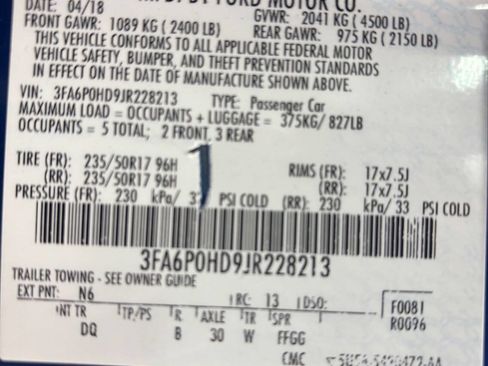 FORD MOTOR CO.
DATE: 04/18 GVWR: 2041 KG (4500 LB)
FRONT GAWR: 1089 KG (2400 LB) REAR GAWR: 975 KG (2150 LB)
THIS VEHICLE CONFORMS TO ALL APPLICABLE FEDERAL MOTOR
VEHICLE SAFETY, BUMPER, AND THEFT PREVENTION STANDARDS
IN EFFECT ON THE DATE OF MANUFACTURE SHOWN ABOVE.
VIN: 3FA6P0HD9JR228213 TYPE: Passenger Car
MAXIMUM LOAD = OCCUPANTS + LUGGAGE = 375KG/ 827LB
OCCUPANTS = 5 TOTAL; 2 FRONT, 3 REAR
TIRE (FR): 235/50R17 96H RIMS (FR): 17x7.5J
(RR): 235/50R17 96H (RR): 17x7.5J
PRESSURE (FR): 230 kPa/ PSI COLD (RR): 230 kPa/ 33 PSI COLD
3FA6P0HD9JR228213
TRAILER TOWING - SEE OWNER GUIDE
EXT PNT: N6 RC: 13 DSO: F0081
INT TR TP/PS R AXLE TR SPR R0096
DQ B 30 W FFGG
CMC